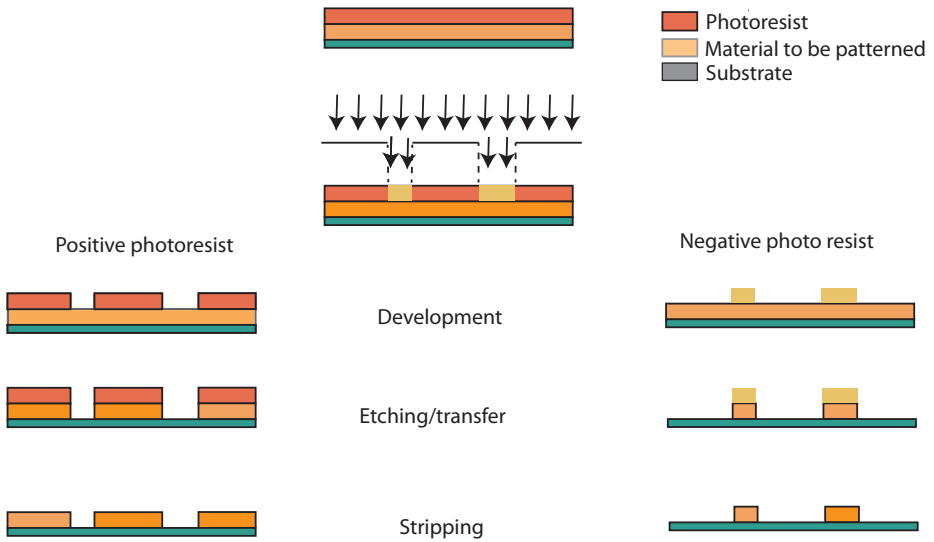 Photoresist
Material to be patterned
Substrate
Positive photoresist
Negative photo resist
Development
Etching/transfer
Stripping